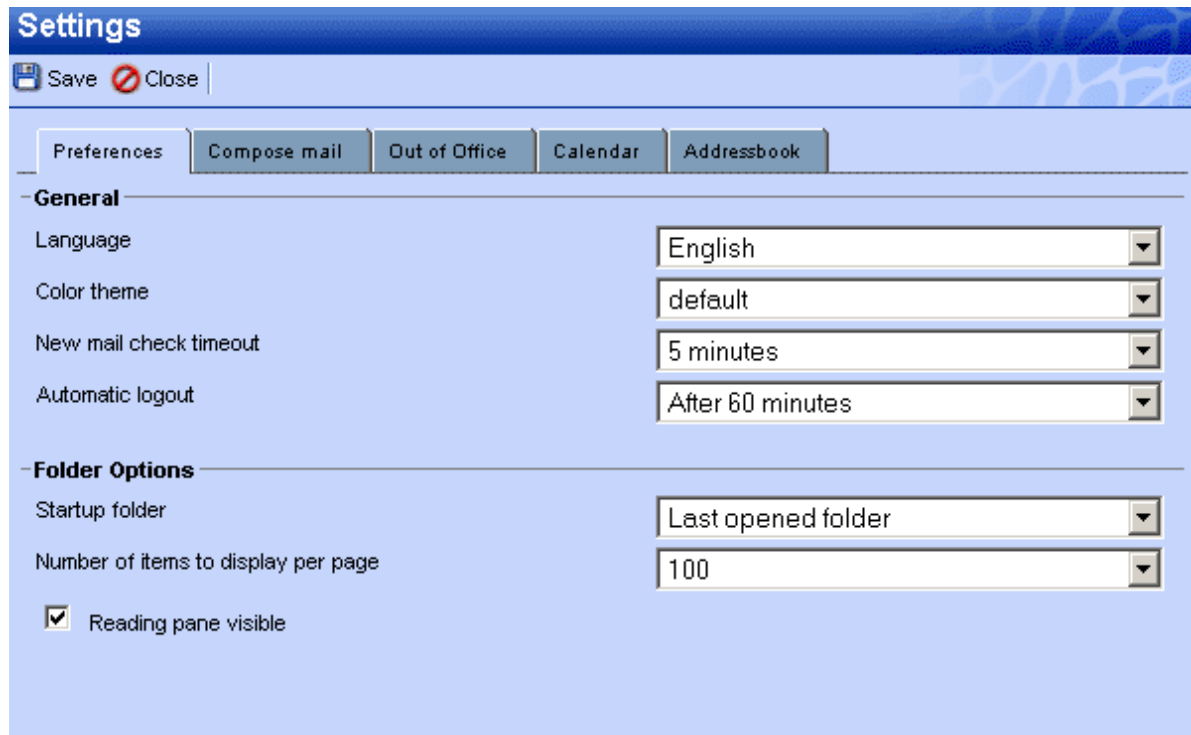 Settings
Save Close
Preferences Compose mail Out of Office Calendar Addressbook
General
Language English
Color theme default
New mail check timeout 5 minutes
Automatic logout After 60 minutes
Folder Options
Startup folder Last opened folder
Number of items to display per page 100
Reading pane visible